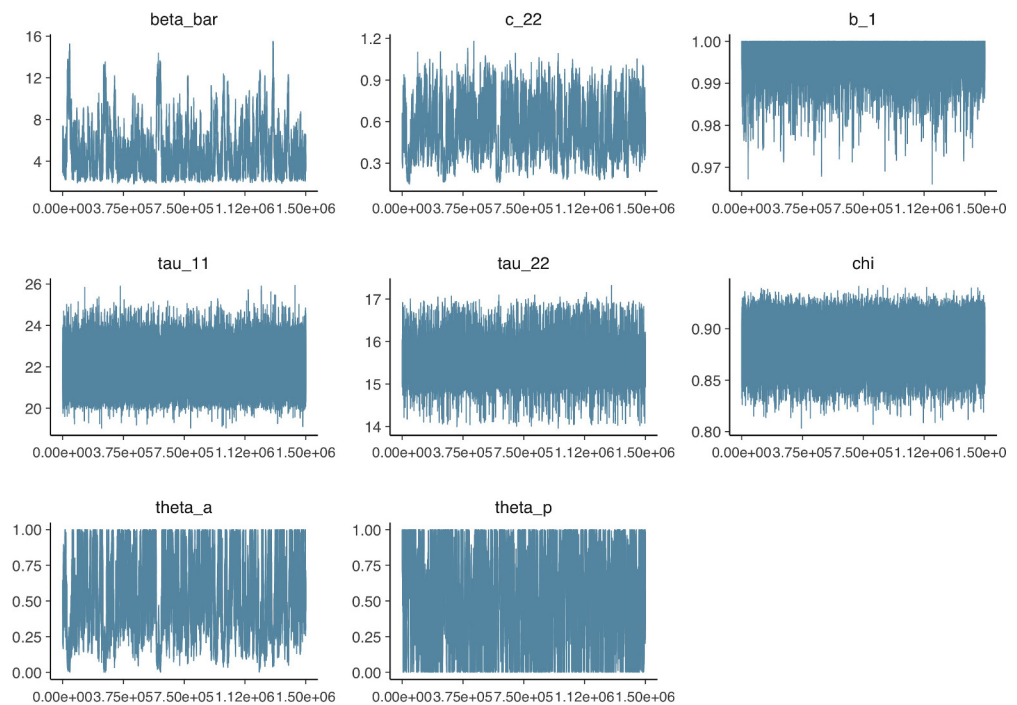 beta_bar
16
12
8
4
0.00e+003.75e+057.50e+051.12e+061.50e+06
c_22
1.2
0.9
0.6
0.3
0.00e+003.75e+057.50e+051.12e+061.50e+06
b_1
1.00
0.99
0.98
0.97
0.00e+003.75e+057.50e+051.12e+061.50e+0
tau_11
26
24
22
20
0.00e+003.75e+057.50e+051.12e+061.50e+06
tau_22
17
16
15
14
0.00e+003.75e+057.50e+051.12e+061.50e+06
chi
0.90
0.85
0.80
0.00e+003.75e+057.50e+051.12e+061.50e+0
theta_a
1.00
0.75
0.50
0.25
0.00
0.00e+003.75e+057.50e+051.12e+061.50e+06
theta_p
1.00
0.75
0.50
0.25
0.00
0.00e+003.75e+057.50e+051.12e+061.50e+06